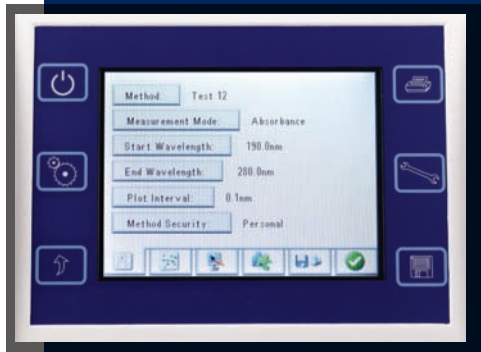 Method: Test 12
Measurement Mode: Absorbance
Start Wavelength: 190.0nm
End Wavelength: 280.0nm
Plot Interval: 0.1nm
Method Security: Personal